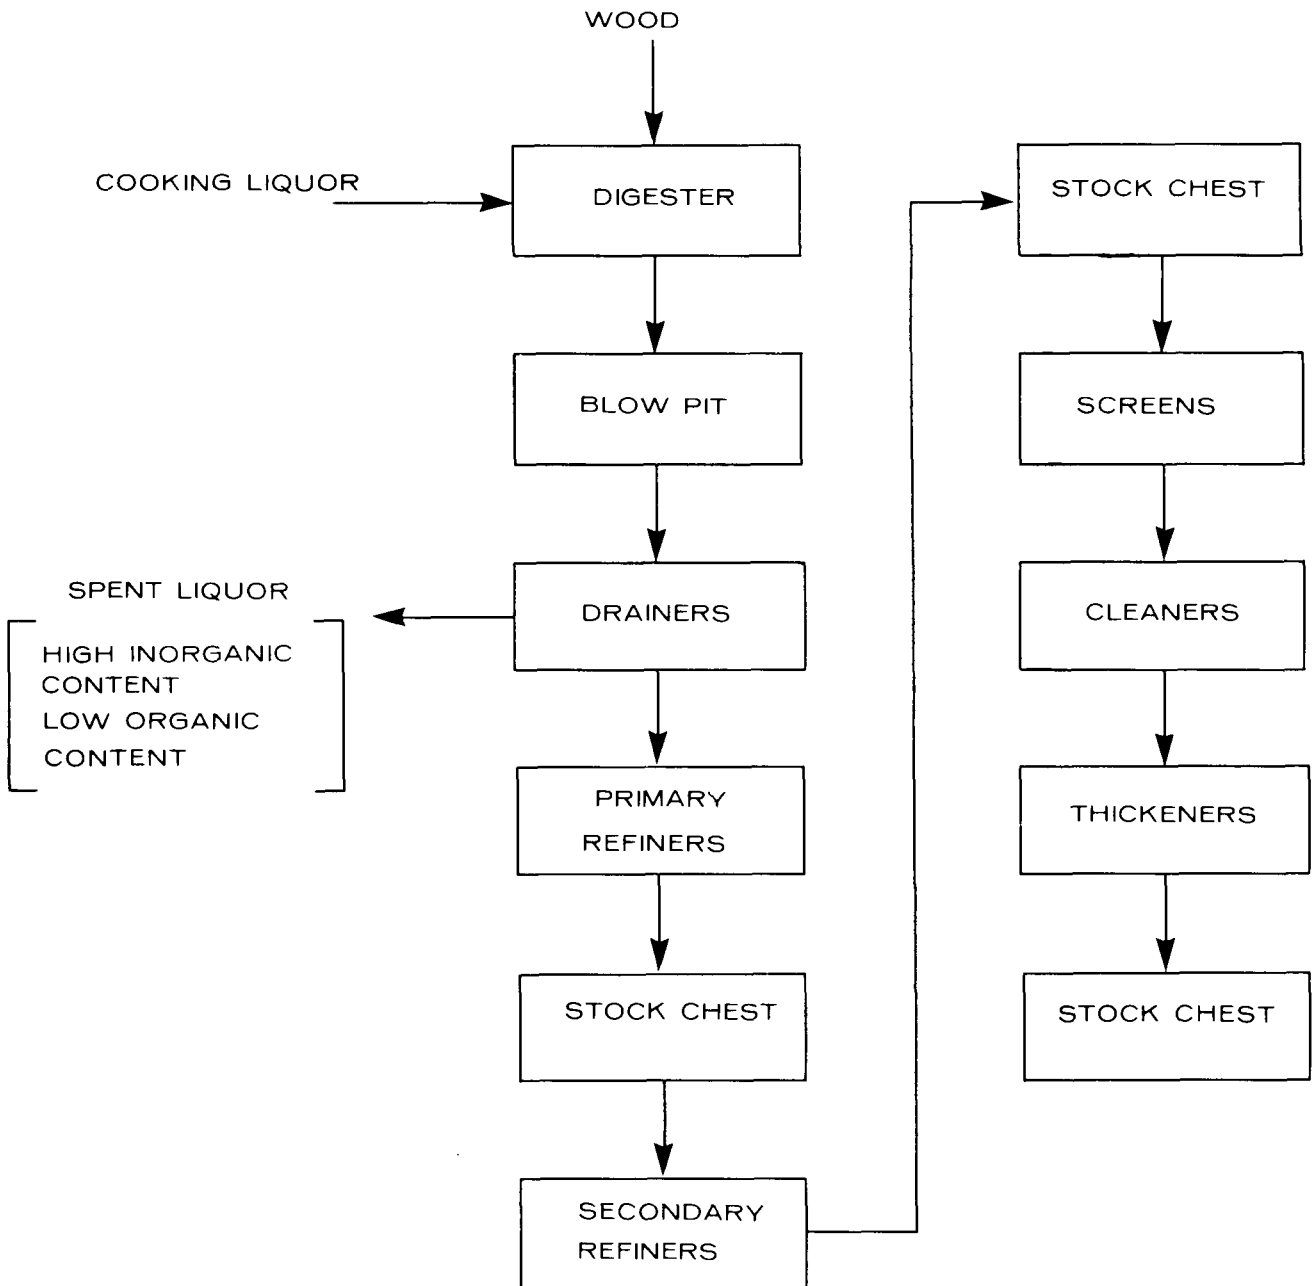 WOOD
COOKING LIQUOR
DIGESTER
BLOW PIT
DRAINERS
SPENT LIQUOR
HIGH INORGANIC
CONTENT
LOW ORGANIC
CONTENT
PRIMARY
REFINERS
STOCK CHEST
SECONDARY
REFINERS
STOCK CHEST
SCREENS
CLEANERS
THICKENERS
STOCK CHEST